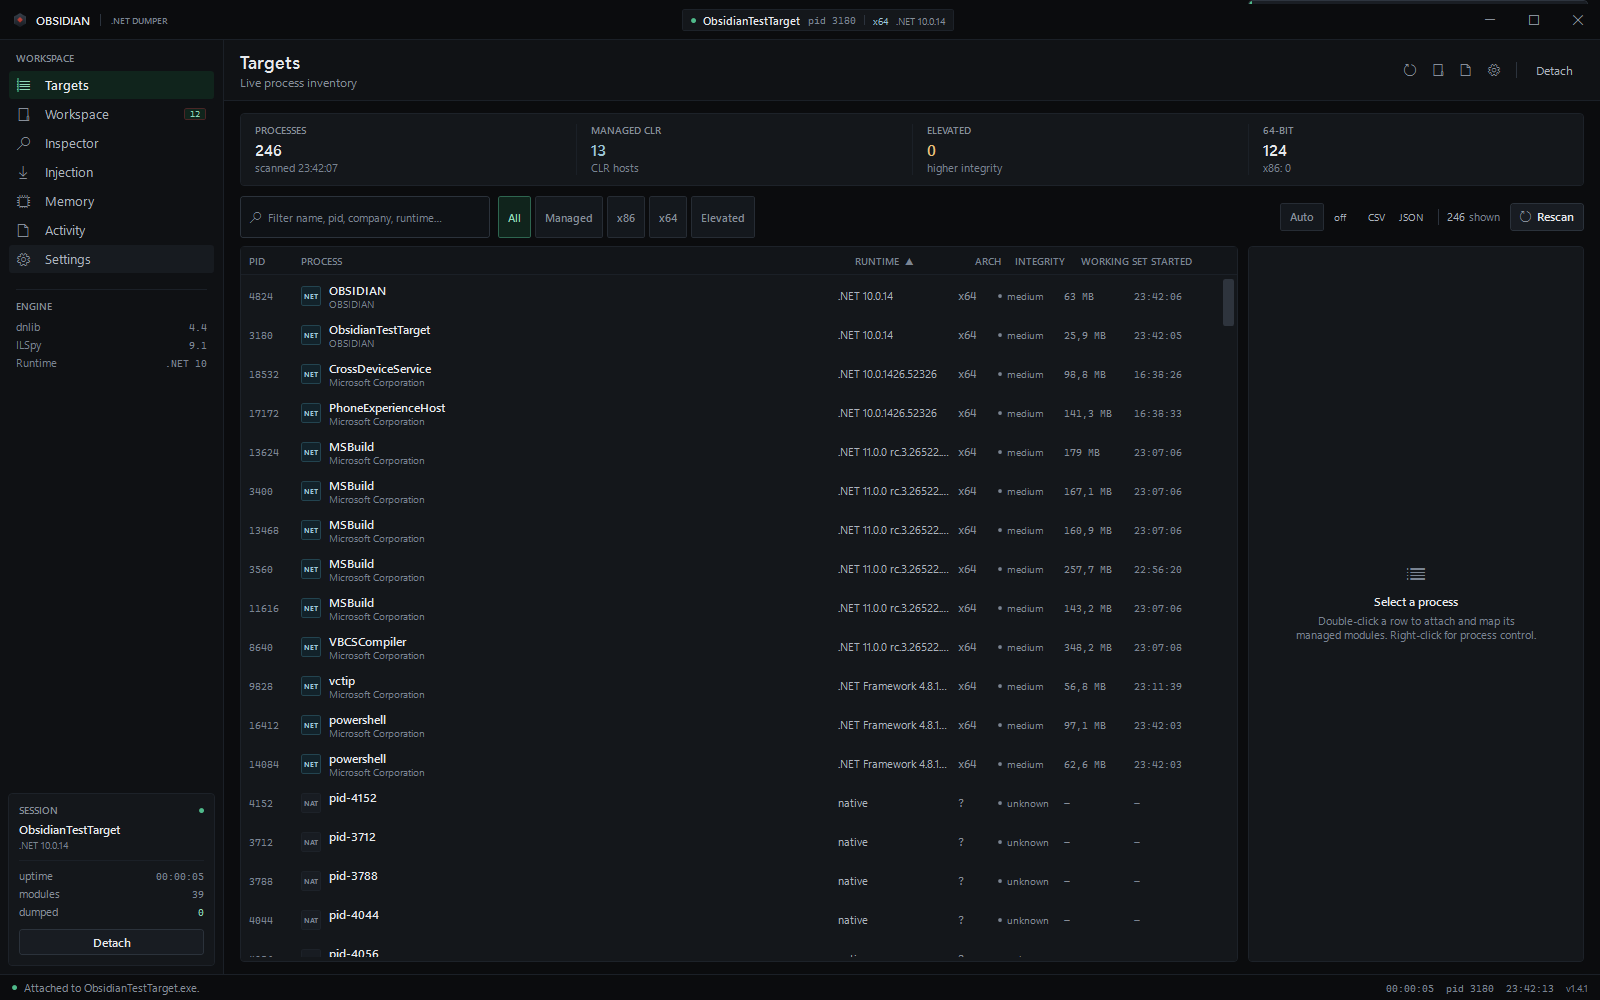 OBSIDIAN .NET DUMPER
ObsidianTestTarget pid 3180 x64 .NET 10.0.14
WORKSPACE
Targets
Workspace 12
Inspector
Injection
Memory
Activity
Settings
ENGINE
dnlib 4.4
ILSpy 9.1
Runtime .NET 10
SESSION
ObsidianTestTarget
.NET 10.0.14
uptime 00:00:05
modules 39
dumped 0
Detach
Targets
Live process inventory
Detach
PROCESSES
246
scanned 23:42:07
MANAGED CLR
13
CLR hosts
ELEVATED
0
higher integrity
64-BIT
124
x86: 0
Filter name, pid, company, runtime...
All Managed x86 x64 Elevated
Auto off CSV JSON 246 shown Rescan
PID PROCESS RUNTIME ▲ ARCH INTEGRITY WORKING SET STARTED
4824 NET OBSIDIAN .NET 10.0.14 x64 • medium 63 MB 23:42:06
OBSIDIAN
3180 NET ObsidianTestTarget .NET 10.0.14 x64 • medium 25,9 MB 23:42:05
OBSIDIAN
18532 NET CrossDeviceService .NET 10.0.1426.52326 x64 • medium 98,8 MB 16:38:26
Microsoft Corporation
17172 NET PhoneExperienceHost .NET 10.0.1426.52326 x64 • medium 141,3 MB 16:38:33
Microsoft Corporation
13624 NET MSBuild .NET 11.0.0 rc.3.26522.... x64 • medium 179 MB 23:07:06
Microsoft Corporation
3400 NET MSBuild .NET 11.0.0 rc.3.26522.... x64 • medium 167,1 MB 23:07:06
Microsoft Corporation
13468 NET MSBuild .NET 11.0.0 rc.3.26522.... x64 • medium 160,9 MB 23:07:06
Microsoft Corporation
3560 NET MSBuild .NET 11.0.0 rc.3.26522.... x64 • medium 257,7 MB 22:56:20
Microsoft Corporation
11616 NET MSBuild .NET 11.0.0 rc.3.26522.... x64 • medium 143,2 MB 23:07:06
Microsoft Corporation
8640 NET VBCSCompiler .NET 11.0.0 rc.3.26522.... x64 • medium 348,2 MB 23:07:08
Microsoft Corporation
9828 NET vctip .NET Framework 4.8.1... x64 • medium 56,8 MB 23:11:39
Microsoft Corporation
16412 NET powershell .NET Framework 4.8.1... x64 • medium 97,1 MB 23:42:03
Microsoft Corporation
14084 NET powershell .NET Framework 4.8.1... x64 • medium 62,6 MB 23:42:03
Microsoft Corporation
4152 NAT pid-4152 native ? • unknown – –
3712 NAT pid-3712 native ? • unknown – –
3788 NAT pid-3788 native ? • unknown – –
4044 NAT pid-4044 native ? • unknown – –
pid-4056
Select a process
Double-click a row to attach and map its
managed modules. Right-click for process control.
Attached to ObsidianTestTarget.exe.
00:00:05 pid 3180 23:42:13 v1.4.1